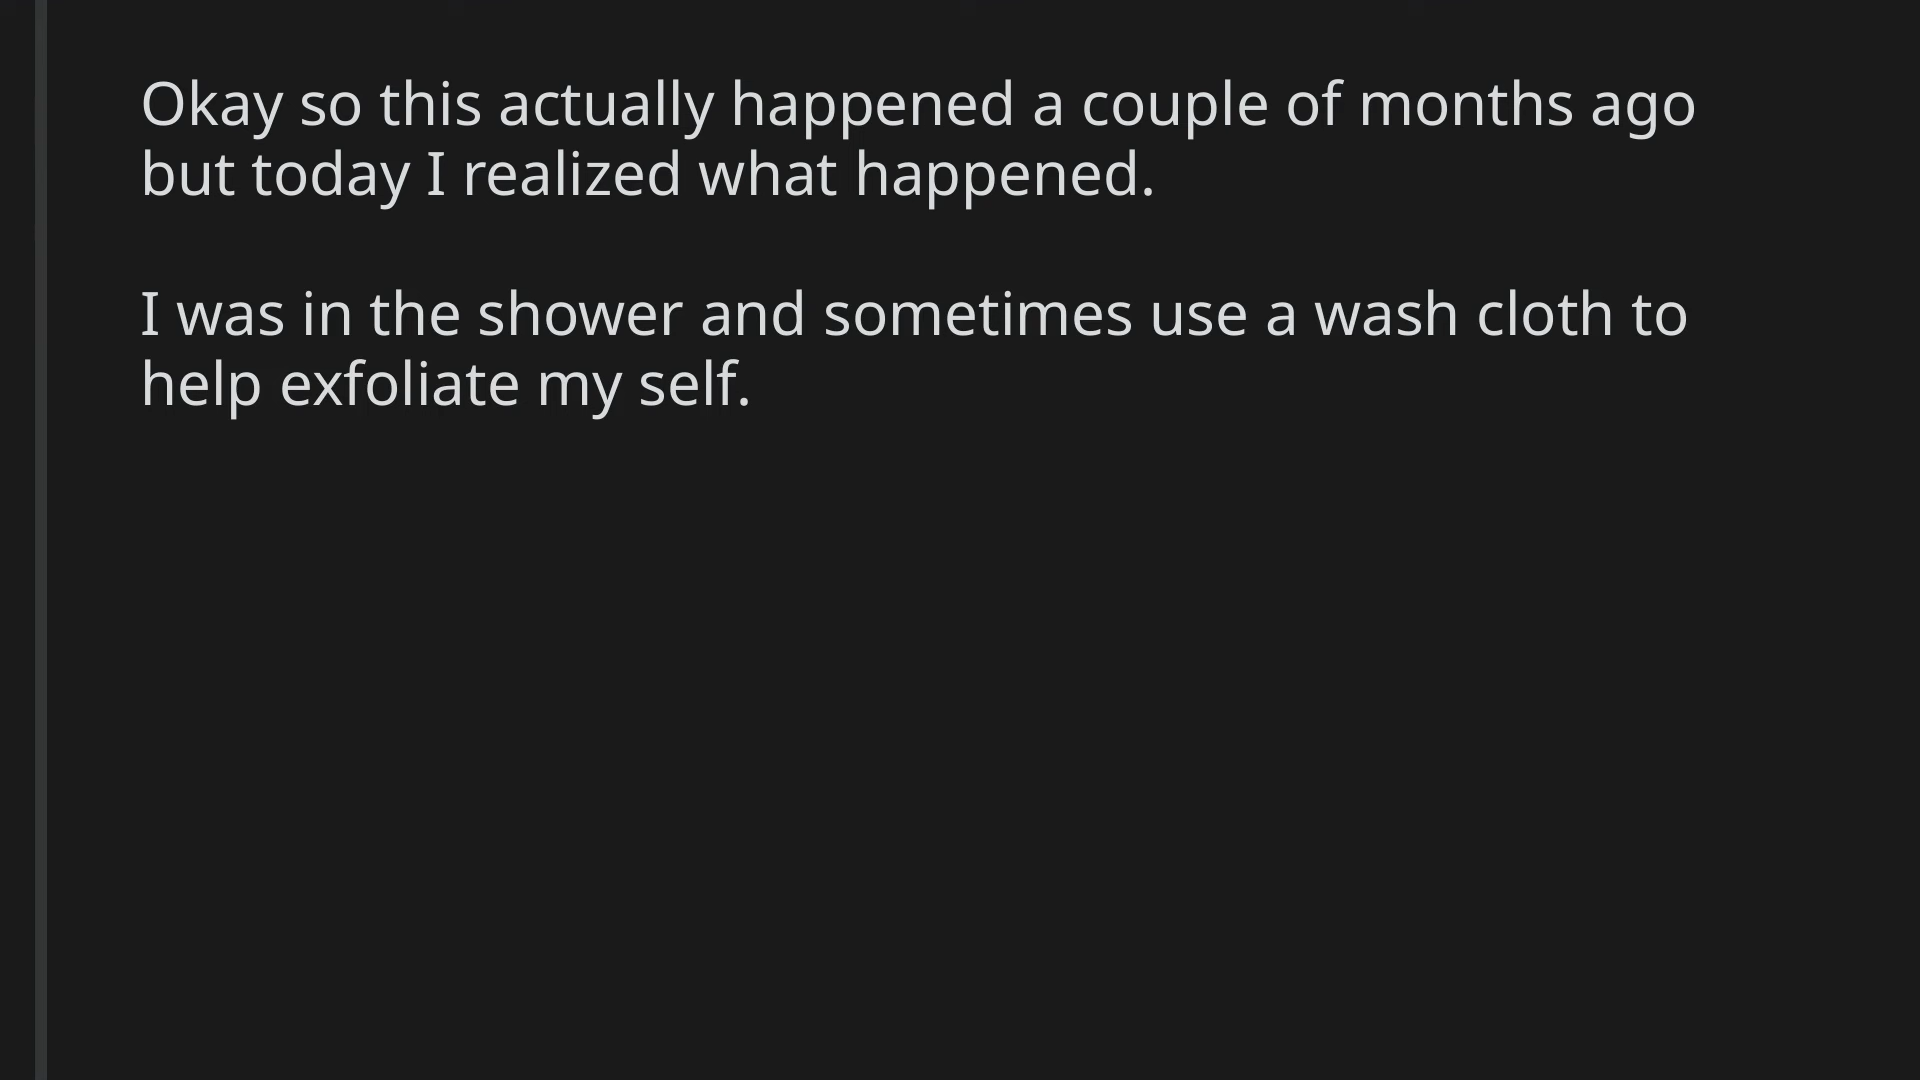 Okay so this actually happened a couple of months ago
but today I realized what happened.
I was in the shower and sometimes use a wash cloth to
help exfoliate my self.